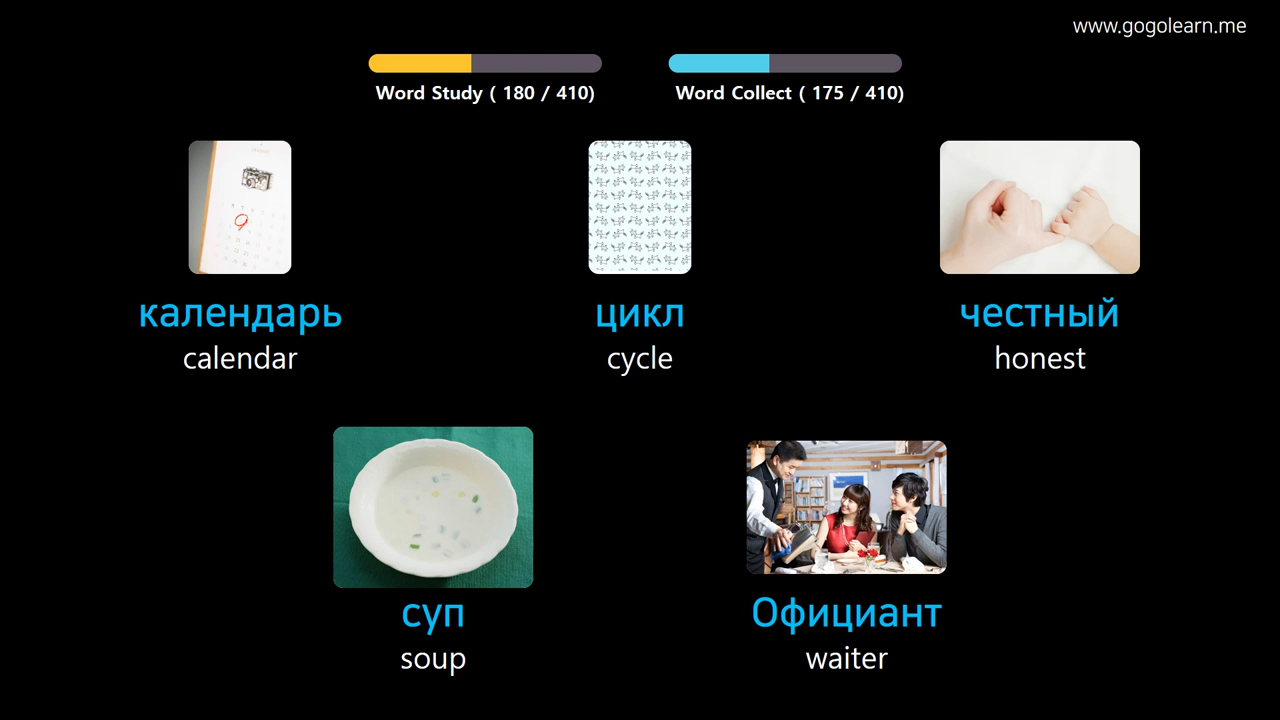 www.gogolearn.me
Word Study ( 180 / 410)
Word Collect ( 175 / 410)
календарь
calendar
цикл
cycle
честный
honest
суп
soup
Официант
waiter